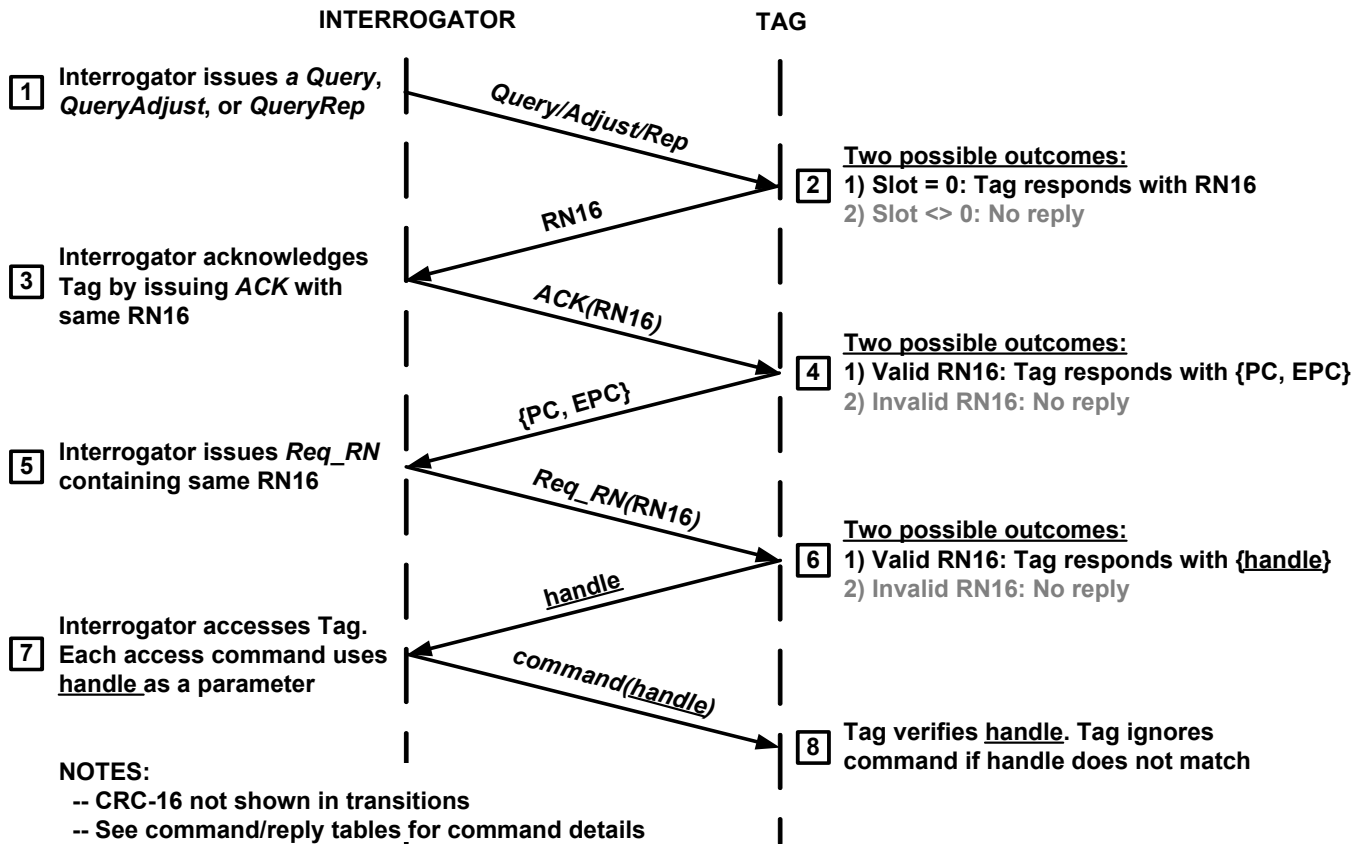 INTERROGATOR
TAG
1
Interrogator issues a Query,
QueryAdjust, or QueryRep
Query/Adjust/Rep
2
Two possible outcomes:
1) Slot = 0: Tag responds with RN16
2) Slot <> 0: No reply
RN16
3
Interrogator acknowledges
Tag by issuing ACK with
same RN16
ACK(RN16)
4
Two possible outcomes:
1) Valid RN16: Tag responds with {PC, EPC}
2) Invalid RN16: No reply
{PC, EPC}
5
Interrogator issues Req_RN
containing same RN16
Req_RN(RN16)
6
Two possible outcomes:
1) Valid RN16: Tag responds with {handle}
2) Invalid RN16: No reply
handle
7
Interrogator accesses Tag.
Each access command uses
handle as a parameter
command(handle)
8
Tag verifies handle. Tag ignores
command if handle does not match
NOTES:
-- CRC-16 not shown in transitions
-- See command/reply tables for command details